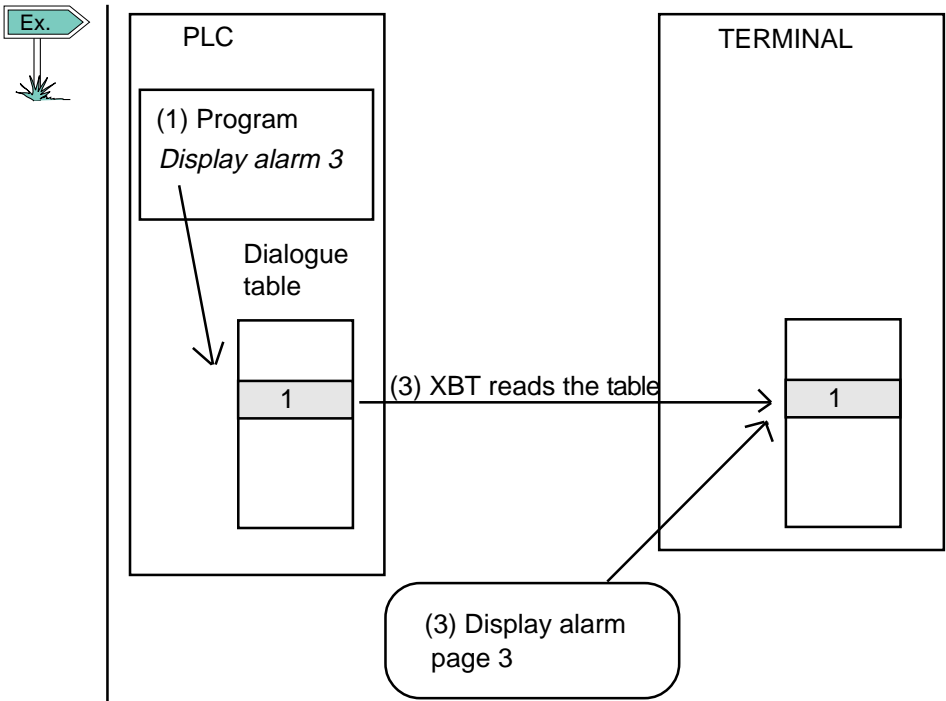 Ex.
PLC
TERMINAL
(1) Program
Display alarm 3
Dialogue
table
1
(3) XBT reads the table
1
(3) Display alarm
page 3